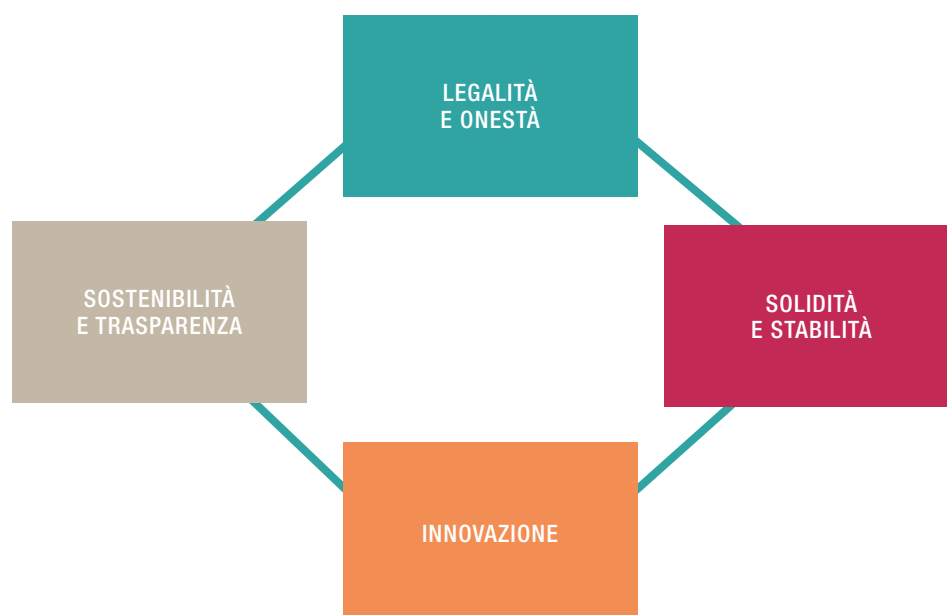 LEGALITÀ
E ONESTÀ
SOSTENIBILITÀ
E TRASPARENZA
SOLIDITÀ
E STABILITÀ
INNOVAZIONE